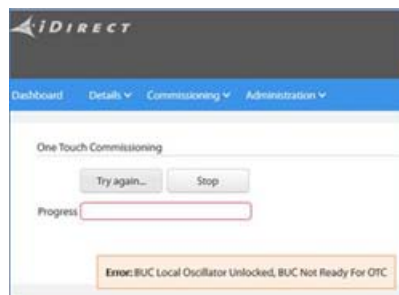 iDIRECT
Dashboard Details Commissioning Administration
One Touch Commissioning
Try again... Stop
Progress
Error: BUC Local Oscillator Unlocked, BUC Not Ready For OTC